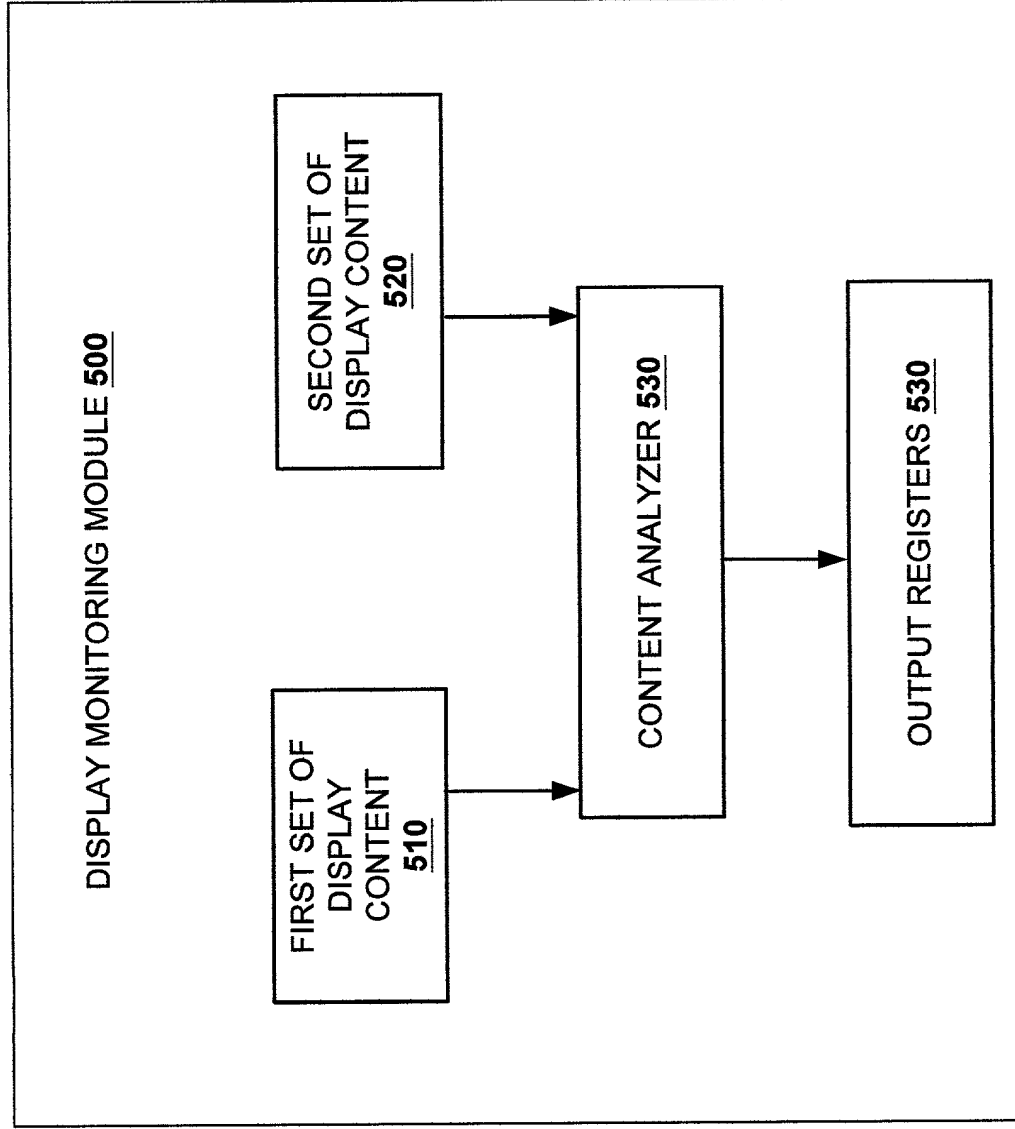 DISPLAY MONITORING MODULE 500
FIRST SET OF
DISPLAY
CONTENT
510
SECOND SET OF
DISPLAY CONTENT
520
CONTENT ANALYZER 530
OUTPUT REGISTERS 530